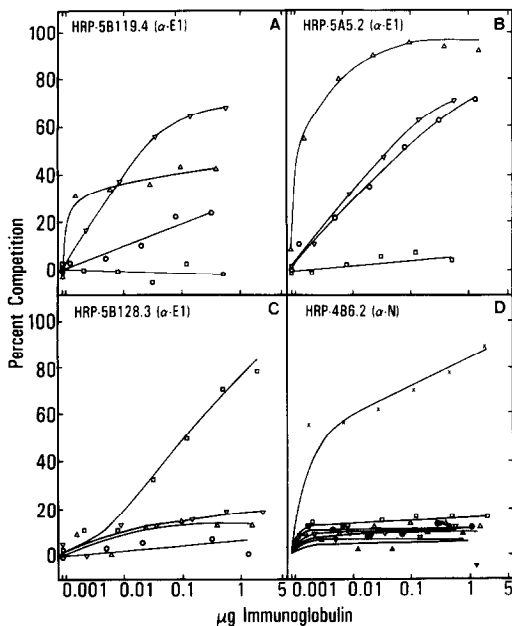 HRP-5B119.4 (α-E1)
A
HRP-5A5.2 (α-E1)
B
100
80
60
40
20
0
HRP-5B128.3 (α-E1)
C
HRP-486.2 (α-N)
D
100
80
60
40
20
0
0.001
0.01
0.1
1
5
0.001
0.01
0.1
1
5
Percent Competition
μg Immunoglobulin